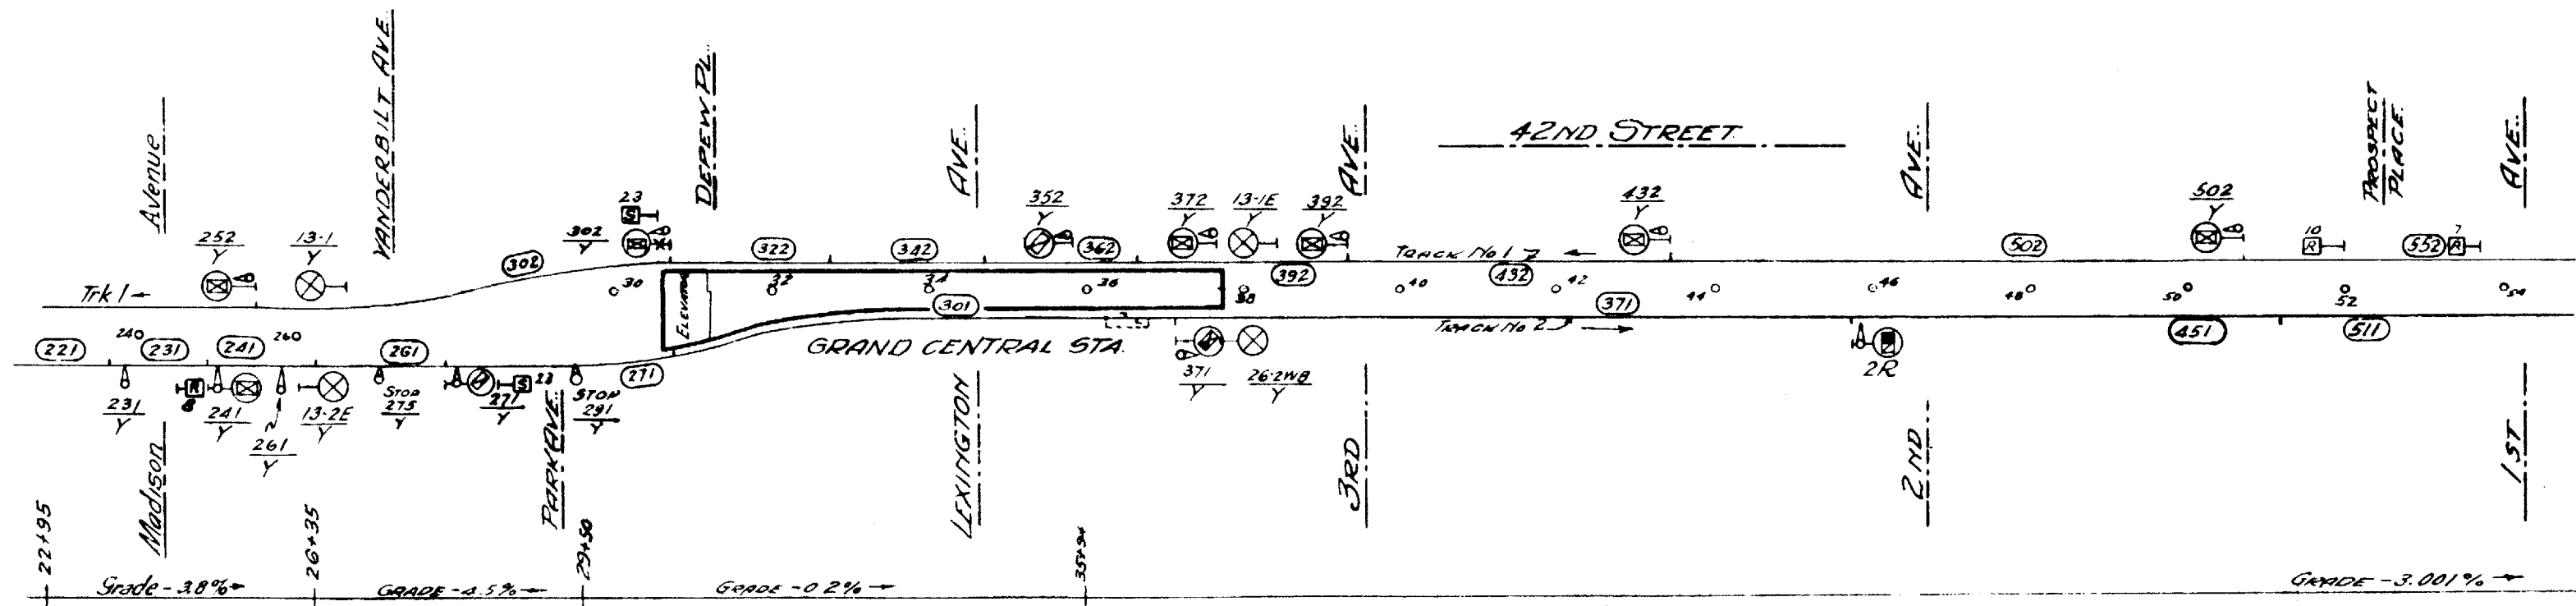 Avenue
VANDERBILT AVE.
DEPEW PL.
AVE.
AVE.
42ND STREET
AVE.
PROSPECT
PLACE.
AVE.
252
Y
13-1
Y
302
Y
23
S
352
Y
372
Y
13-1E
Y
392
Y
432
Y
502
Y
10
R
7
R
302
322
342
362
TRACK NO 1
392
432
502
552
Trk 1
ELEVATOR
30
32
34
36
38
40
42
44
46
48
50
52
54
301
371
TRACK NO 2
451
511
GRAND CENTRAL STA.
240
260
221
231
241
261
271
231
Y
R
8
241
Y
261
Y
13-2E
Y
STOP
275
Y
S
23
271
Y
STOP
291
Y
371
Y
26-2WB
Y
2R
Madison
PARK AVE.
LEXINGTON
3RD
2ND
1ST
22+95
26+35
29+50
35+94
Grade - 3.8%
GRADE - 4.5%
GRADE - 0.2%
GRADE - 3.001%